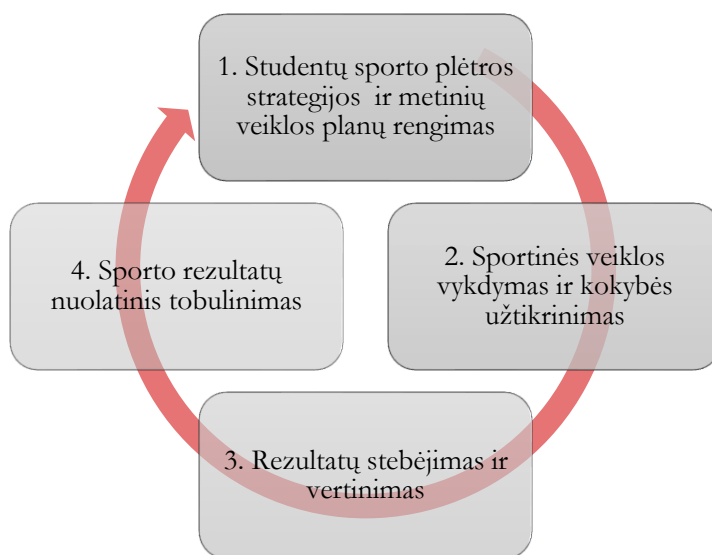 1. Studentų sporto plėtros
strategijos ir metinių
veiklos planų rengimas
2. Sportinės veiklos
vykdymas ir kokybės
užtikrinimas
3. Rezultatų stebėjimas ir
vertinimas
4. Sporto rezultatų
nuolatinis tobulinimas